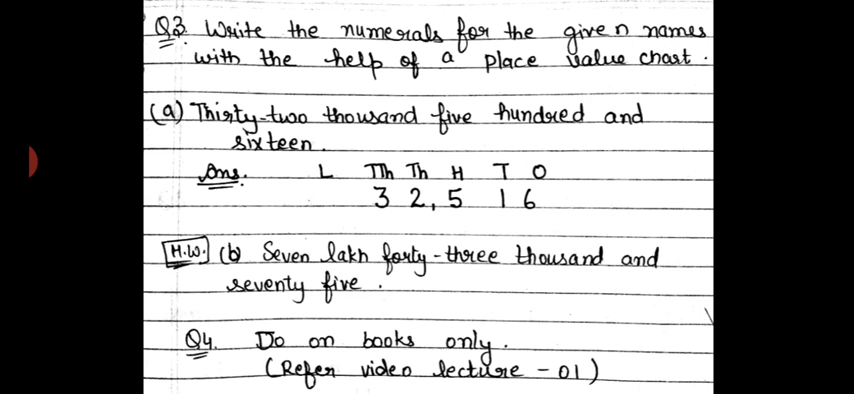 Q3. Write the numerals for the given names
with the help of a place value chart.
(a) Thirty-two thousand five hundred and
sixteen.
Ans. L TTh Th H T O
3 2, 5 1 6
H.W. (b) Seven lakh forty-three thousand and
seventy five.
Q4. Do on books only.
(Refer video lecture - 01)